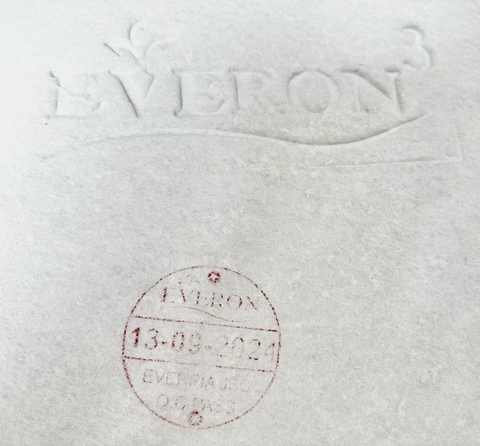 EVERON
EVERON
13-09-2024
EVERPIA JSC
Q.C PASS